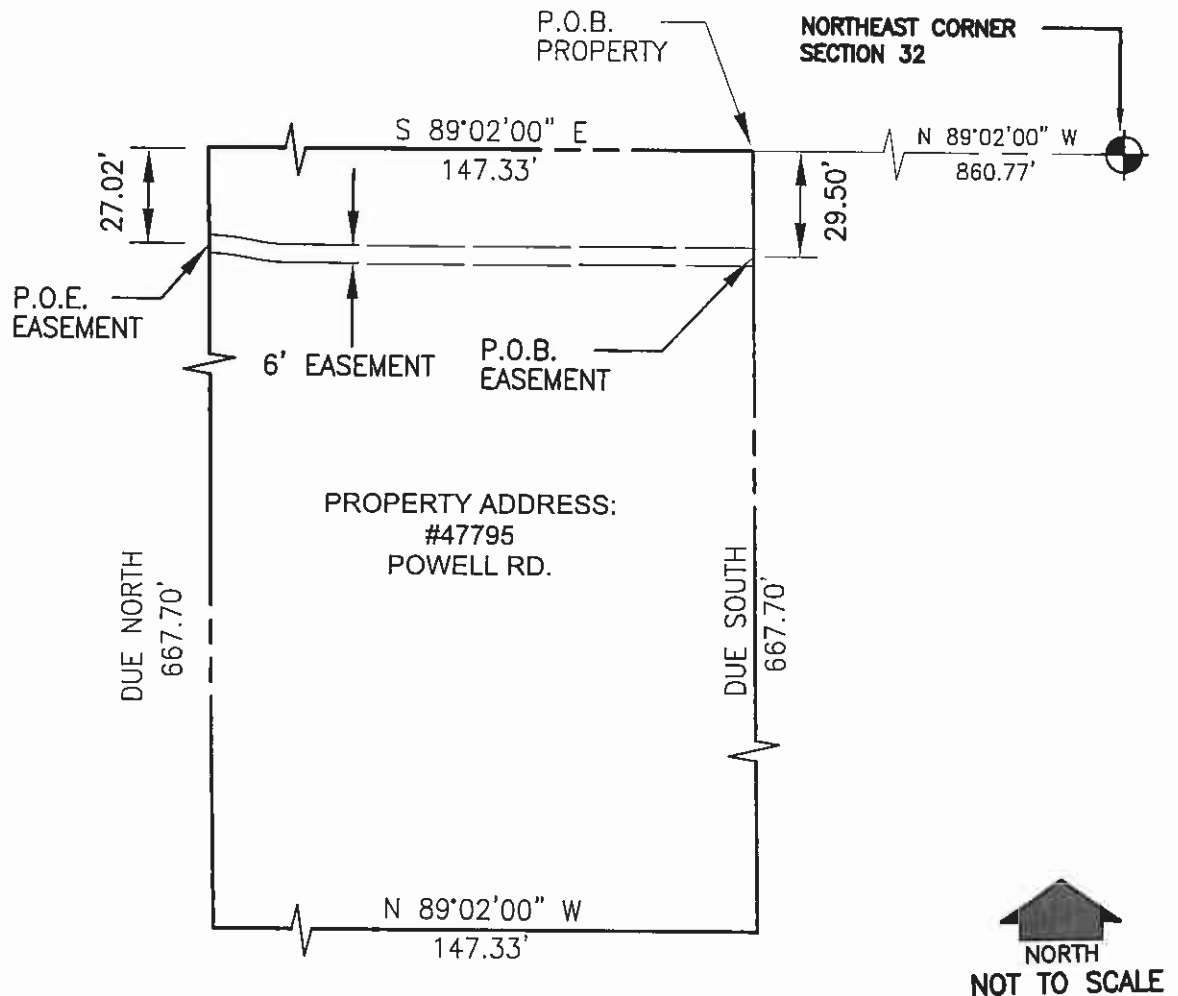 P.O.B.
PROPERTY
NORTHEAST CORNER
SECTION 32
S 89°02'00" E
147.33'
N 89°02'00" W
860.77'
27.02'
29.50'
P.O.E.
EASEMENT
6' EASEMENT
P.O.B.
EASEMENT
PROPERTY ADDRESS:
#47795
POWELL RD.
DUE NORTH
667.70'
DUE SOUTH
667.70'
N 89°02'00" W
147.33'
NORTH
NOT TO SCALE